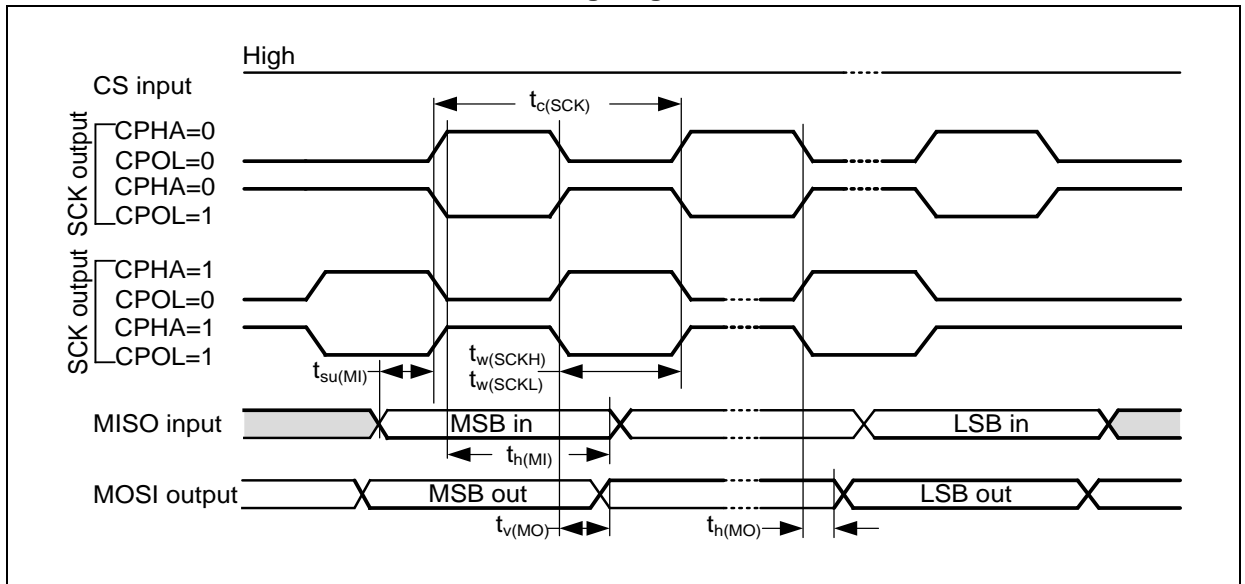 High
CS input
t_c(SCK)
SCK output
CPHA=0
CPOL=0
CPHA=0
CPOL=1
SCK output
CPHA=1
CPOL=0
CPHA=1
CPOL=1
t_su(MI)
t_w(SCKH)
t_w(SCKL)
MISO input
MSB in
LSB in
t_h(MI)
MOSI output
MSB out
LSB out
t_v(MO)
t_h(MO)